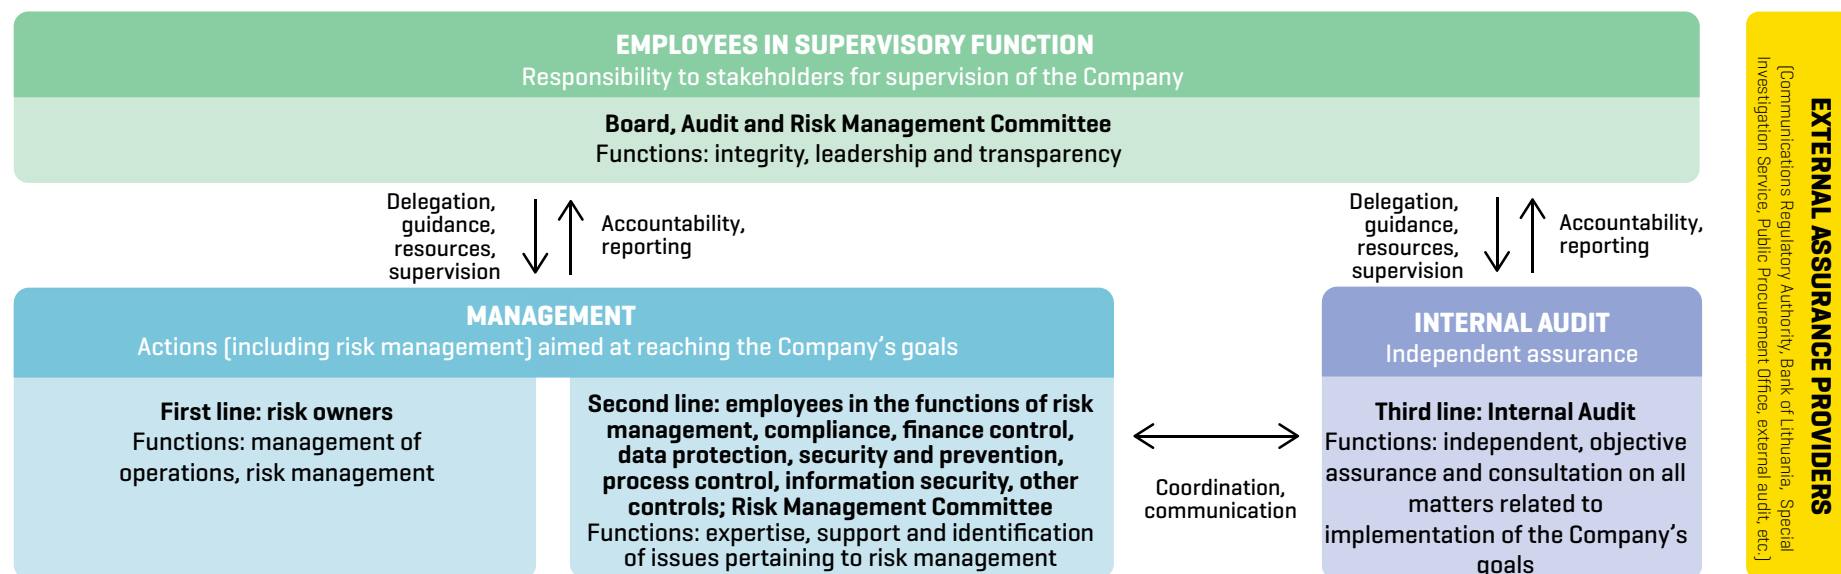 EMPLOYEES IN SUPERVISORY FUNCTION
Responsibility to stakeholders for supervision of the Company
Board, Audit and Risk Management Committee
Functions: integrity, leadership and transparency
Delegation,
guidance,
resources,
supervision
Accountability,
reporting
Delegation,
guidance,
resources,
supervision
Accountability,
reporting
MANAGEMENT
Actions (including risk management) aimed at reaching the Company's goals
First line: risk owners
Functions: management of
operations, risk management
Second line: employees in the functions of risk
management, compliance, finance control,
data protection, security and prevention,
process control, information security, other
controls; Risk Management Committee
Functions: expertise, support and identification
of issues pertaining to risk management
Coordination,
communication
INTERNAL AUDIT
Independent assurance
Third line: Internal Audit
Functions: independent, objective
assurance and consultation on all
matters related to
implementation of the Company's
goals
EXTERNAL ASSURANCE PROVIDERS
(Communications Regulatory Authority, Bank of Lithuania, Special
Investigation Service, Public Procurement Office, external audit, etc.)